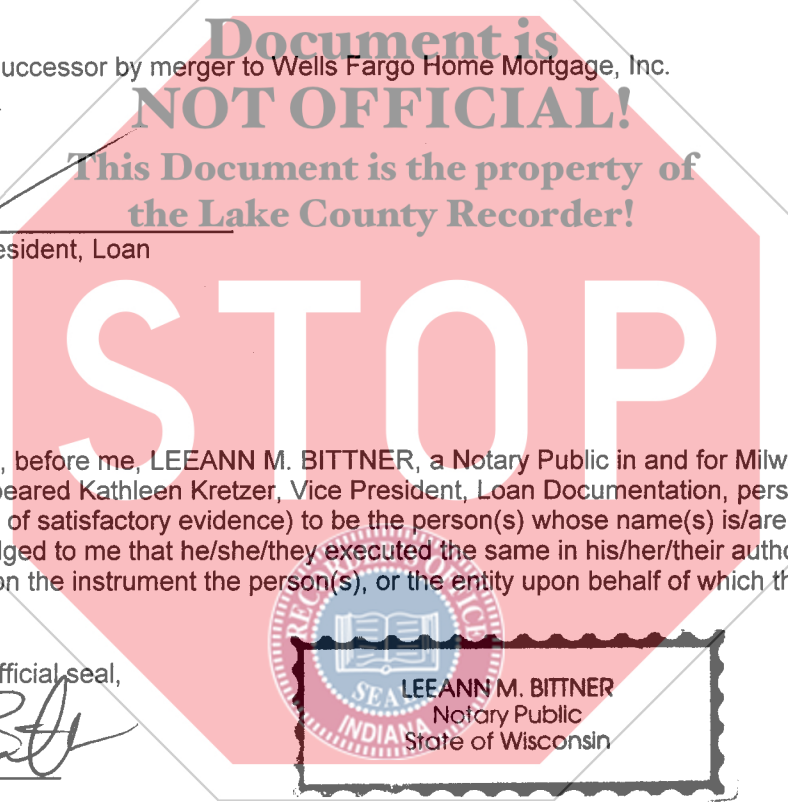 Document is
uccessor by merger to Wells Fargo Home Mortgage, Inc.
NOT OFFICIAL!
This Document is the property of
the Lake County Recorder!
esident, Loan
STOP
, before me, LEEANN M. BITTNER, a Notary Public in and for Milw
peared Kathleen Kretzer, Vice President, Loan Documentation, pers
of satisfactory evidence) to be the person(s) whose name(s) is/are
dged to me that he/she/they executed the same in his/her/their autho
on the instrument the person(s), or the entity upon behalf of which th
RECORDER'S OFFICE
SEAL
INDIANA
fficial seal,
LEEANN M. BITTNER
Notary Public
State of Wisconsin